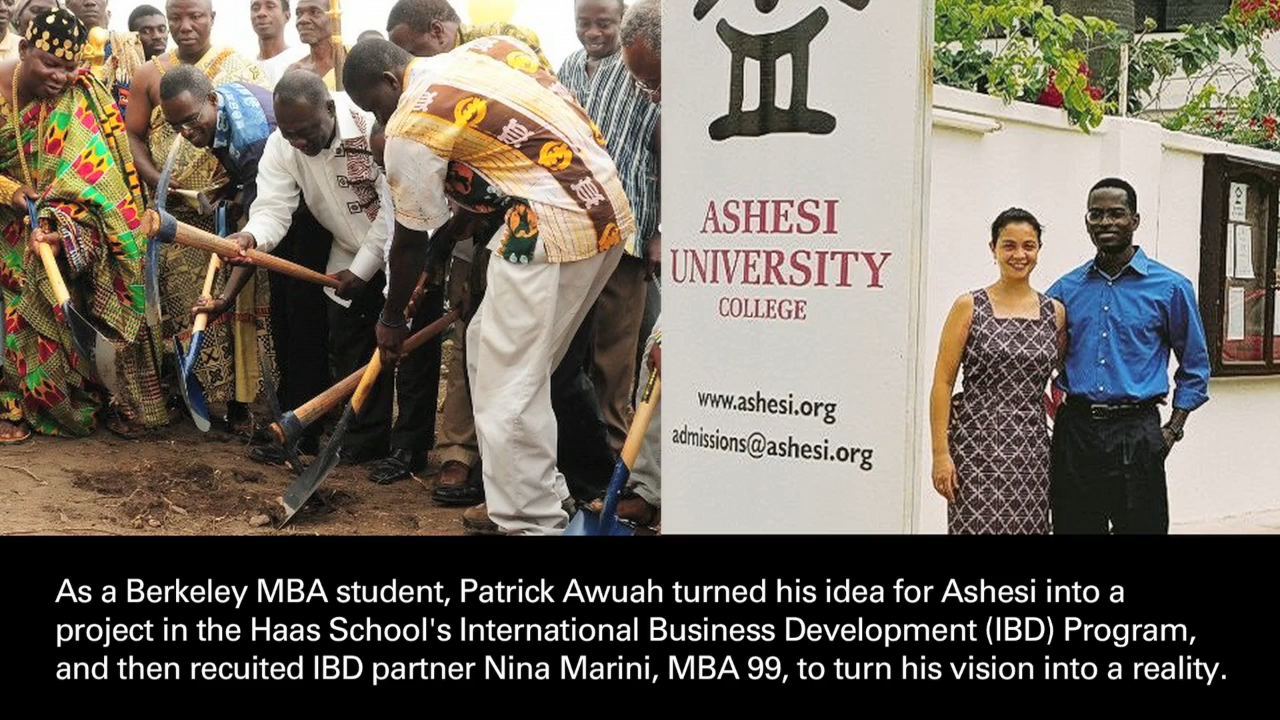 ASHESI
UNIVERSITY
COLLEGE
www.ashesi.org
admissions@ashesi.org
As a Berkeley MBA student, Patrick Awuah turned his idea for Ashesi into a
project in the Haas School's International Business Development (IBD) Program,
and then recuited IBD partner Nina Marini, MBA 99, to turn his vision into a reality.